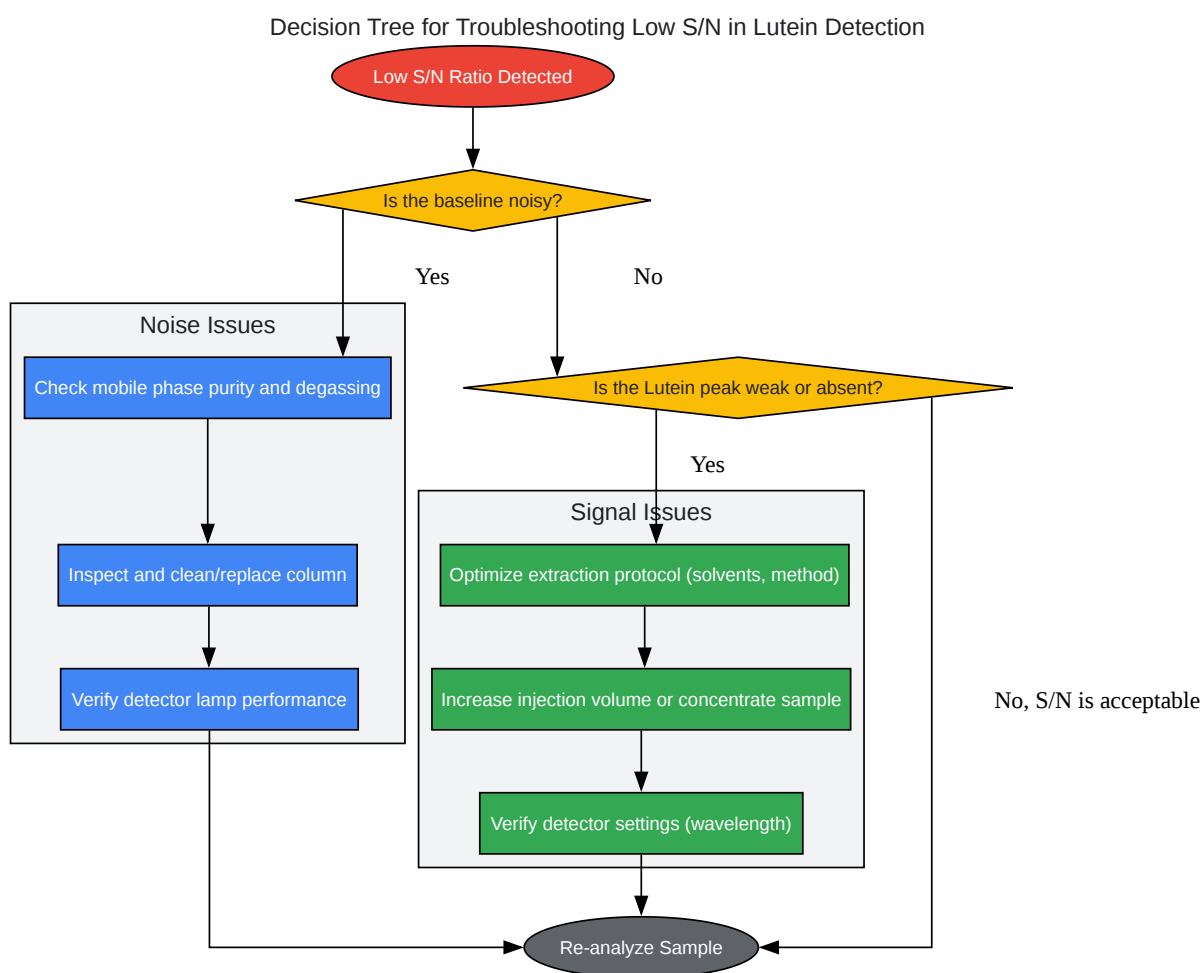 Decision Tree for Troubleshooting Low S/N in Lutein Detection
Low S/N Ratio Detected
Is the baseline noisy?
Yes
No
Noise Issues
Check mobile phase purity and degassing
Is the Lutein peak weak or absent?
Yes
Signal Issues
Inspect and clean/replace column
Optimize extraction protocol (solvents, method)
Verify detector lamp performance
Increase injection volume or concentrate sample
No, S/N is acceptable
Verify detector settings (wavelength)
Re-analyze Sample